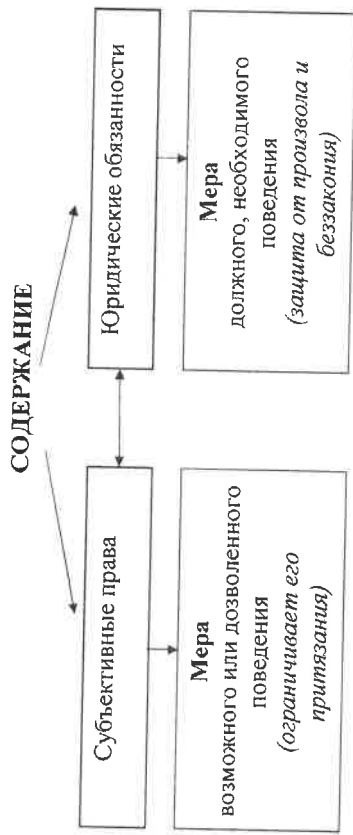 СОДЕРЖАНИЕ
Субъективные права
Юридические обязанности
Мера
возможного или дозволенного
поведения
(ограничивает его
притязания)
Мера
должного, необходимого
поведения
(защита от произвола и
беззакония)